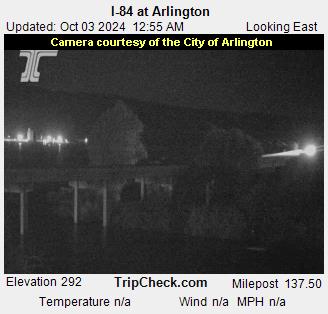 I-84 at Arlington
Updated: Oct 03 2024 12:55 AM Looking East
Camera courtesy of the City of Arlington
Elevation 292 TripCheck.com Milepost 137.50
Temperature n/a Wind n/a MPH n/a